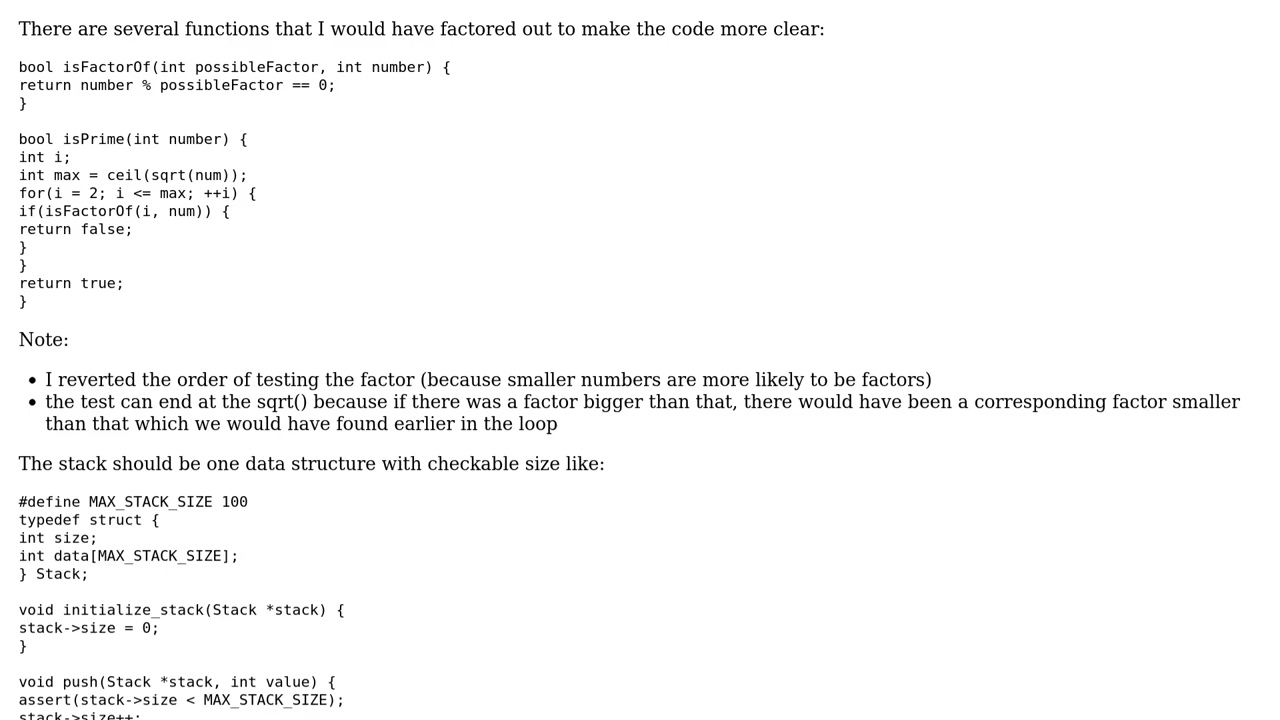 There are several functions that I would have factored out to make the code more clear:
bool isFactorOf(int possibleFactor, int number) {
return number % possibleFactor == 0;
}
bool isPrime(int number) {
int i;
int max = ceil(sqrt(num));
for(i = 2; i <= max; ++i) {
if(isFactorOf(i, num)) {
return false;
}
}
return true;
}
Note:
• I reverted the order of testing the factor (because smaller numbers are more likely to be factors)
• the test can end at the sqrt() because if there was a factor bigger than that, there would have been a corresponding factor smaller
than that which we would have found earlier in the loop
The stack should be one data structure with checkable size like:
#define MAX_STACK_SIZE 100
typedef struct {
int size;
int data[MAX_STACK_SIZE];
} Stack;
void initialize_stack(Stack *stack) {
stack->size = 0;
}
void push(Stack *stack, int value) {
assert(stack->size < MAX_STACK_SIZE);
stack->size++;